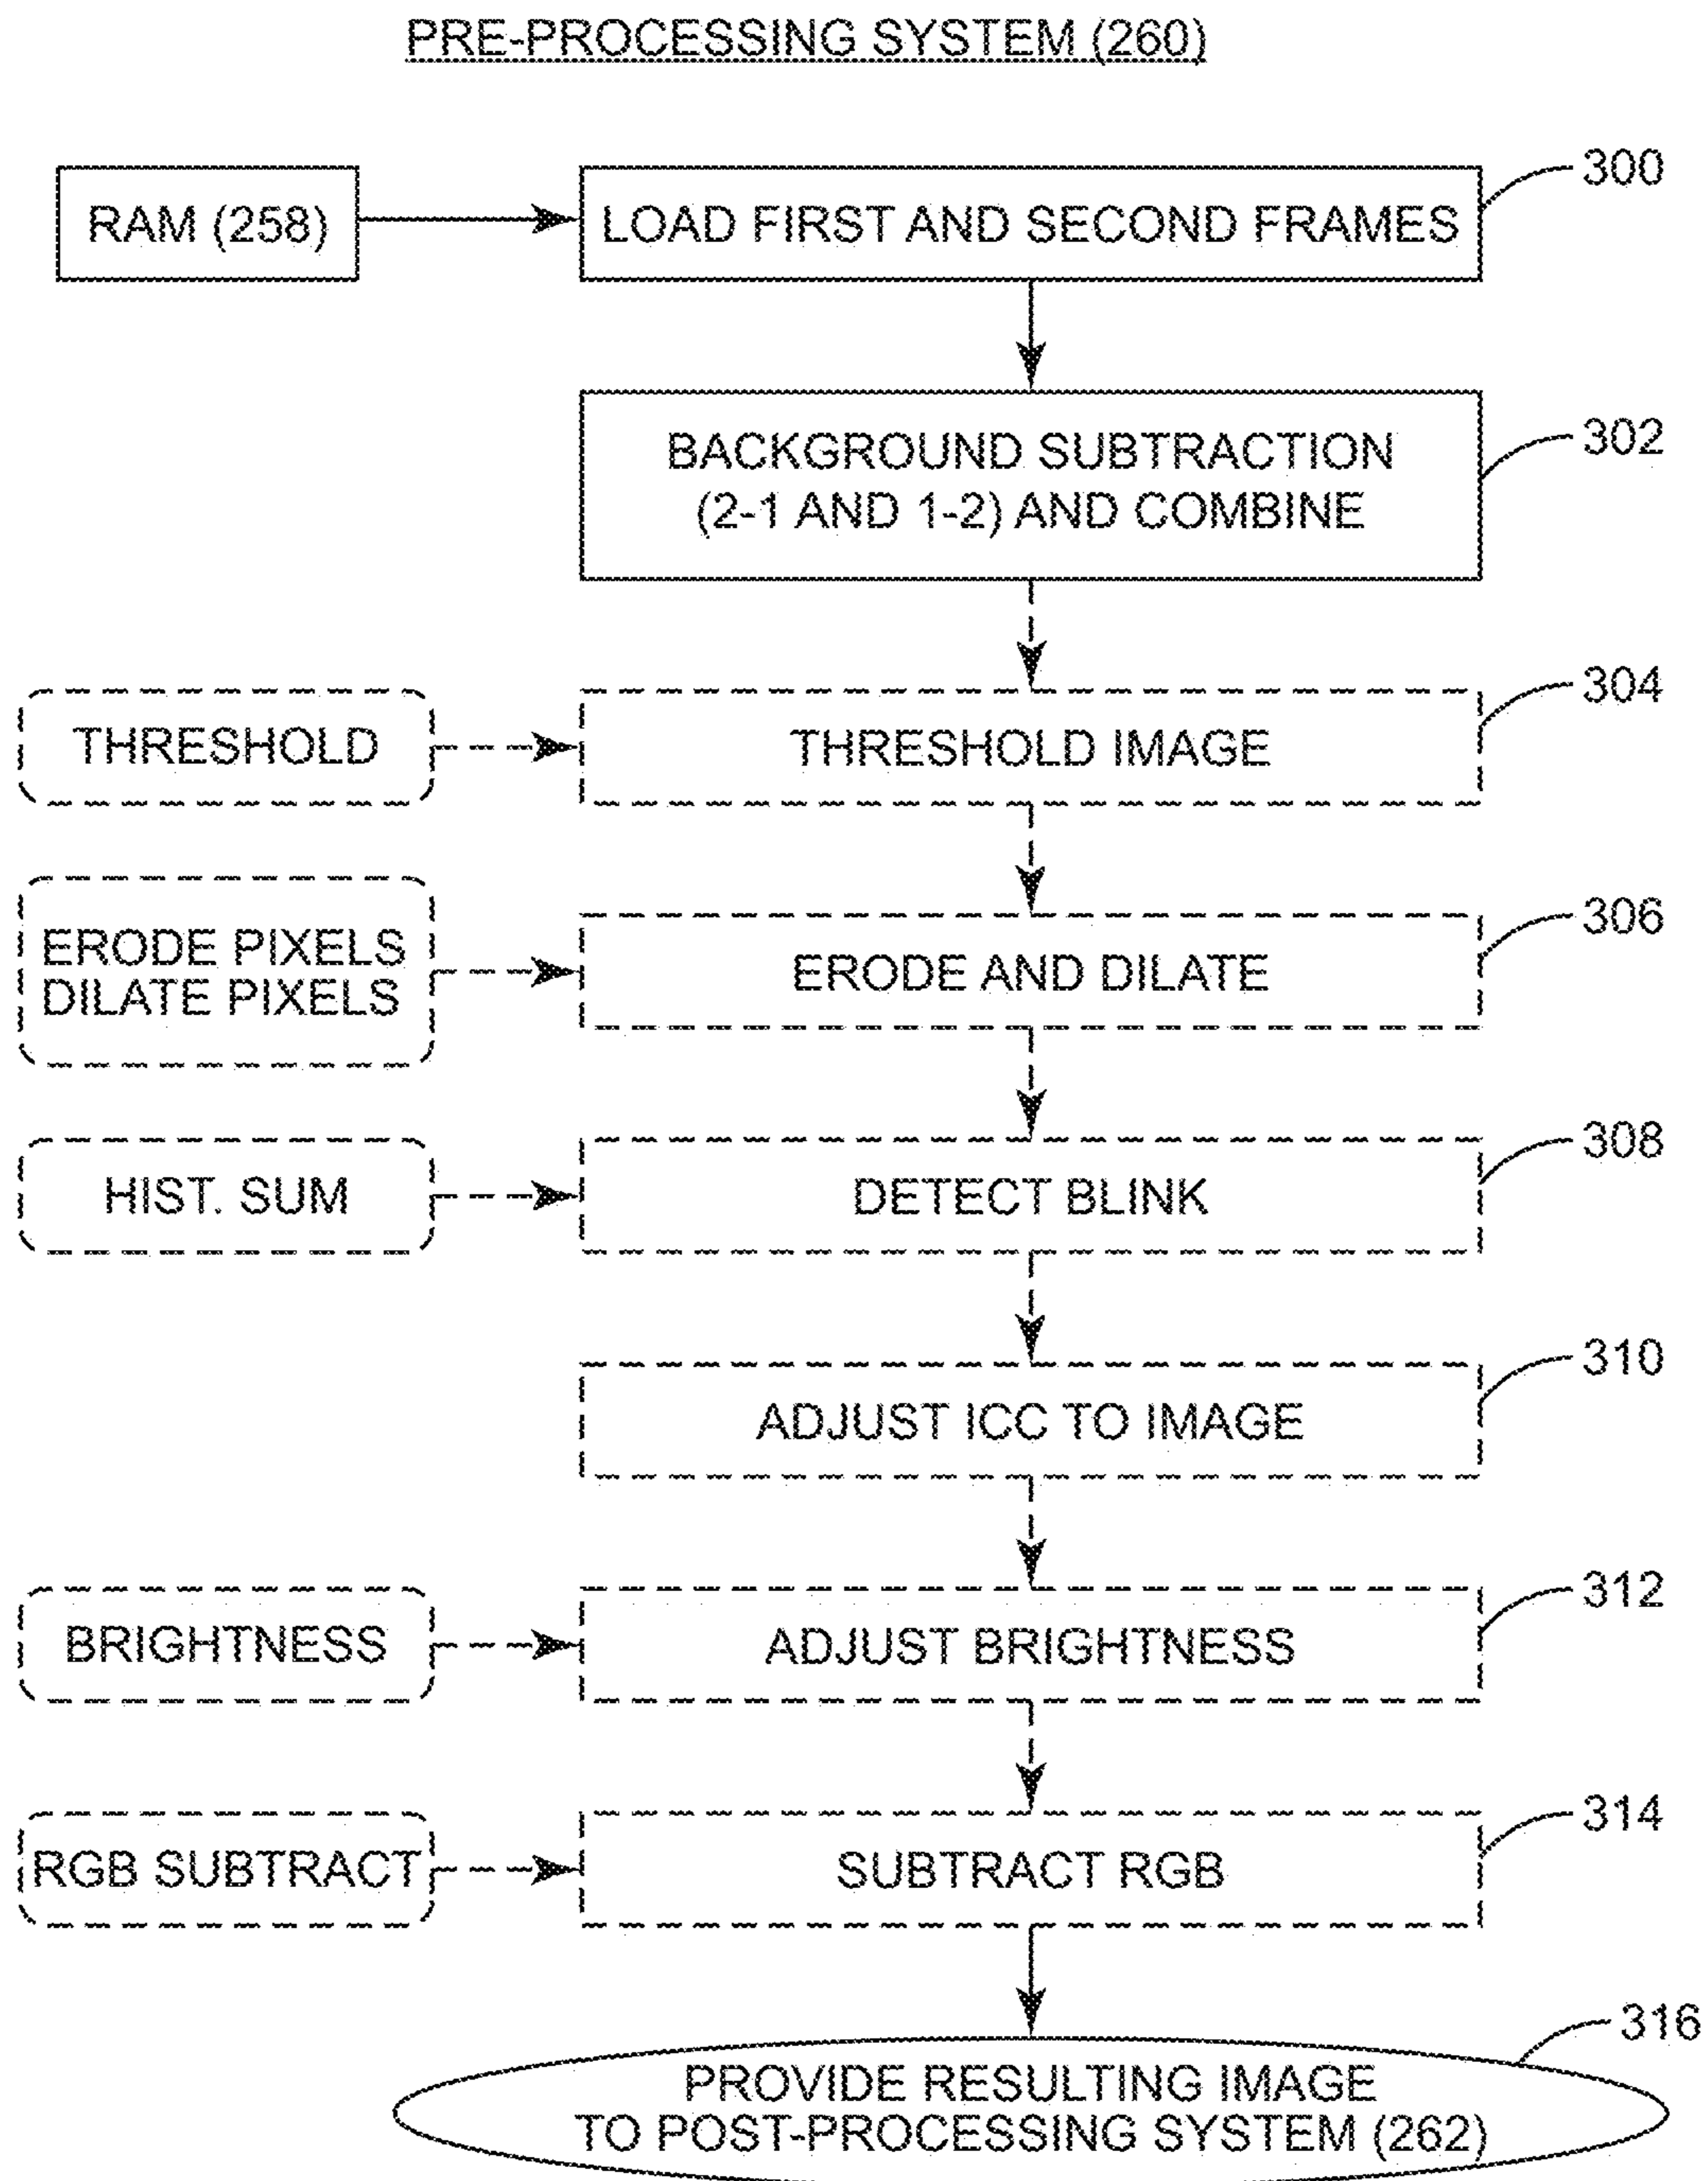 PRE-PROCESSING SYSTEM (260)
RAM (258)
LOAD FIRST AND SECOND FRAMES
300
BACKGROUND SUBTRACTION
(2-1 AND 1-2) AND COMBINE
302
THRESHOLD
THRESHOLD IMAGE
304
ERODE PIXELS
DILATE PIXELS
ERODE AND DILATE
306
HIST. SUM
DETECT BLINK
308
ADJUST ICC TO IMAGE
310
BRIGHTNESS
ADJUST BRIGHTNESS
312
RGB SUBTRACT
SUBTRACT RGB
314
PROVIDE RESULTING IMAGE
TO POST-PROCESSING SYSTEM (262)
316